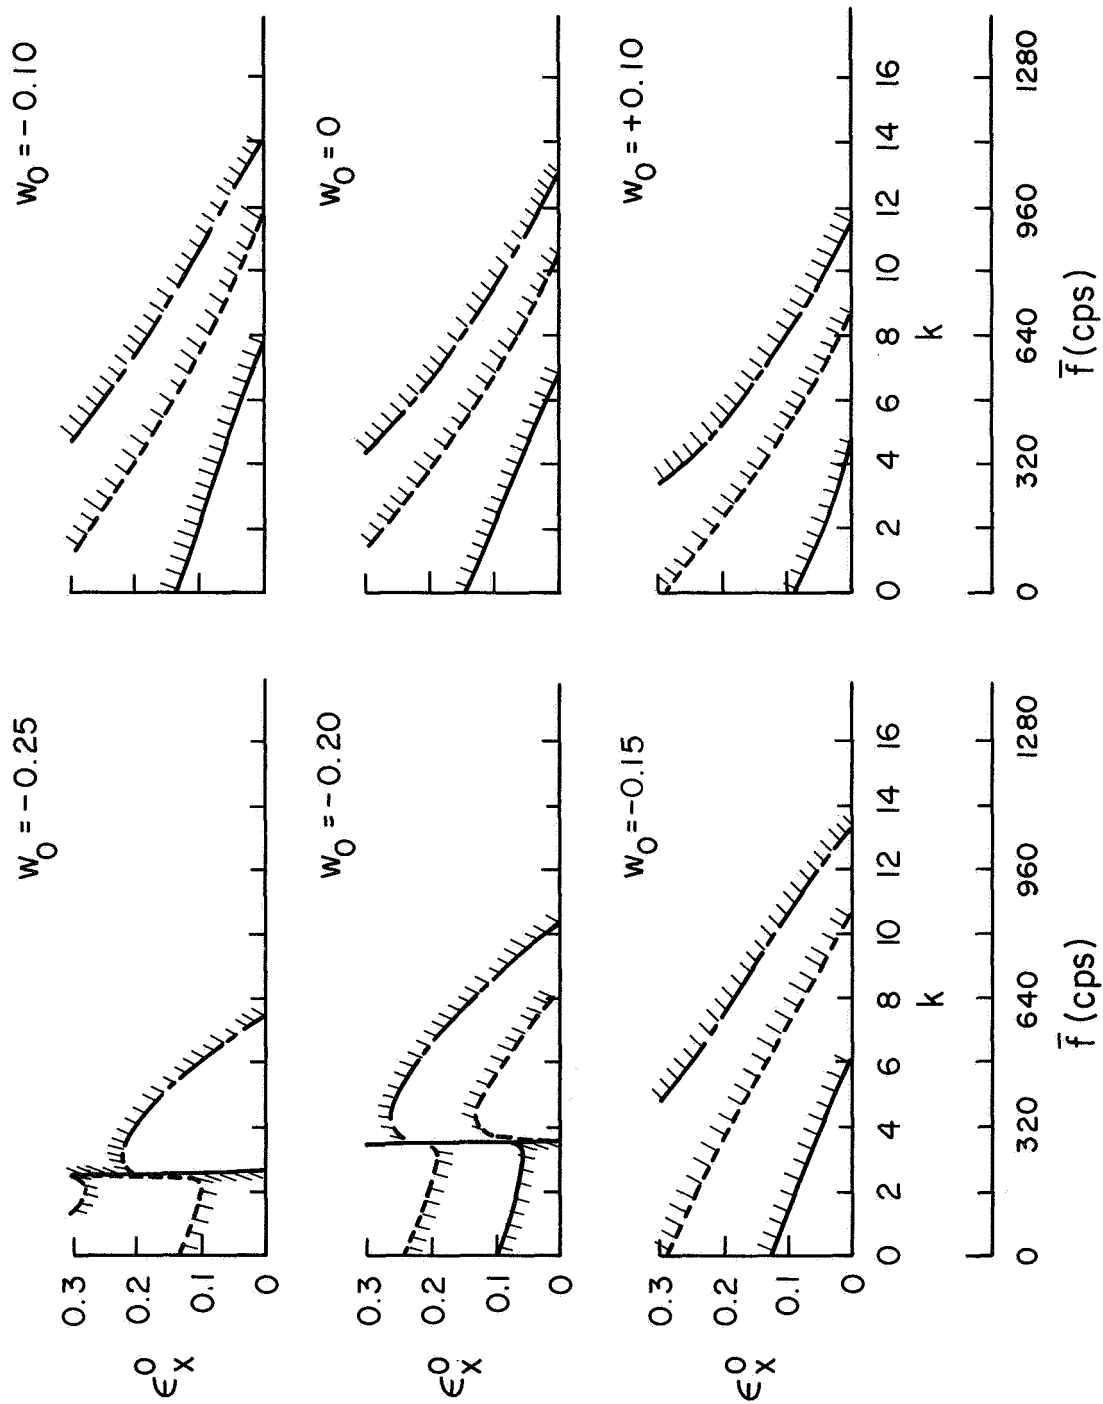 w₀ = −0.25
w₀ = −0.10
ϵₓ⁰
0.3
0.2
0.1
0
w₀ = −0.20
w₀ = 0
ϵₓ⁰
0.3
0.2
0.1
0
w₀ = −0.15
w₀ = +0.10
ϵₓ⁰
0.3
0.2
0.1
0
0 2 4 6 8 10 12 14 16
k
0 320 640 960 1280
f̅ (cps)
0 2 4 6 8 10 12 14 16
k
0 320 640 960 1280
f̅ (cps)